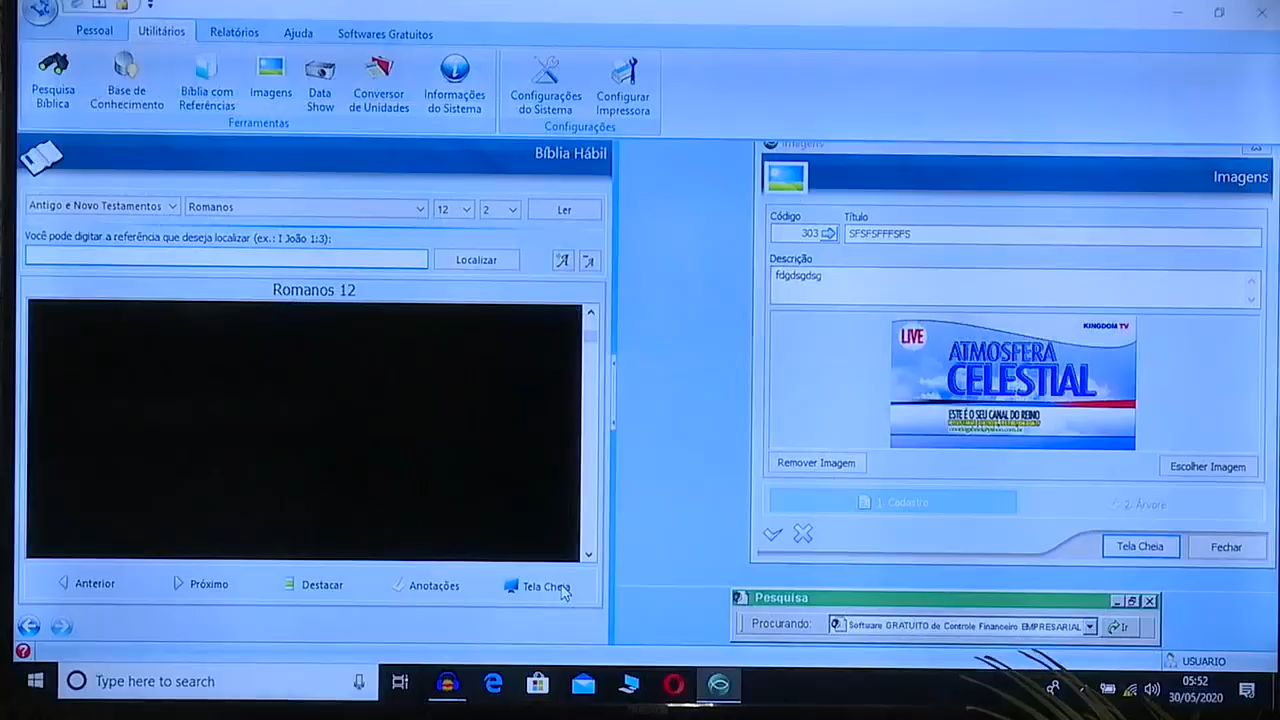 Pessoal Utilitários Relatórios Ajuda Softwares Gratuitos
Pesquisa Bíblica
Base de Conhecimento
Bíblia com Referências
Imagens
Data Show
Conversor de Unidades
Informações do Sistema
Configurações do Sistema
Configurar Impressora
Ferramentas
Configurações
Bíblia Hábil
Antigo e Novo Testamentos Romanos 12 2 Ler
Você pode digitar a referência que deseja localizar (ex.: I João 1:3):
Localizar
Romanos 12
Anterior Próximo Destacar Anotações Tela Cheia
Imagens
Imagens
Código Título
303 SFSFSFFFSFS
Descrição
fdgdsgdsg
LIVE
KINGDOM TV
ATMOSFERA
CELESTIAL
ESTE É O SEU CANAL DO REINO
Remover Imagem Escolher Imagem
1. Cadastro 2. Árvore
Tela Cheia Fechar
Pesquisa
Procurando: Software GRATUITO de Controle Financeiro EMPRESARIAL Ir
USUARIO
Type here to search
05:52
30/05/2020